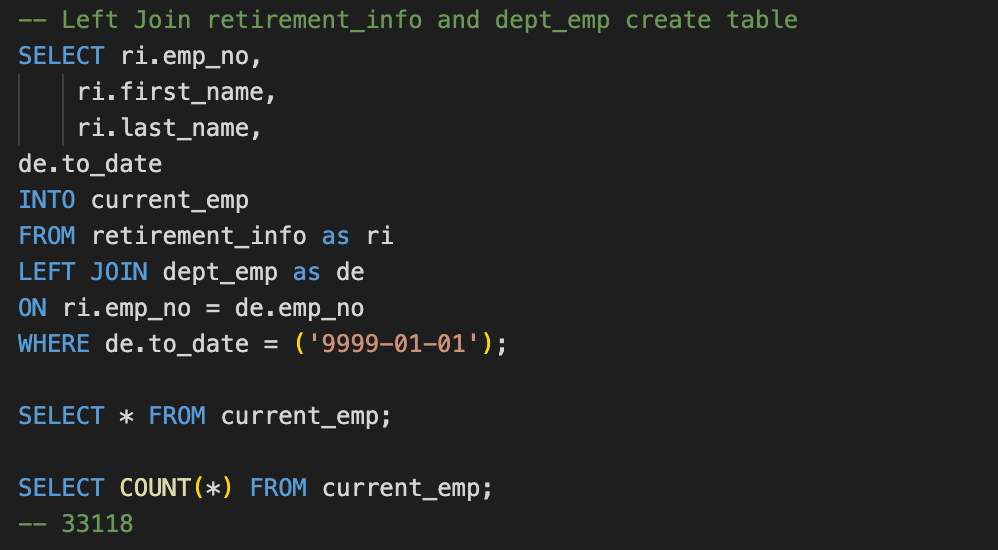 -- Left Join retirement_info and dept_emp create table
SELECT ri.emp_no,
ri.first_name,
ri.last_name,
de.to_date
INTO current_emp
FROM retirement_info as ri
LEFT JOIN dept_emp as de
ON ri.emp_no = de.emp_no
WHERE de.to_date = ('9999-01-01');
SELECT * FROM current_emp;
SELECT COUNT(*) FROM current_emp;
-- 33118